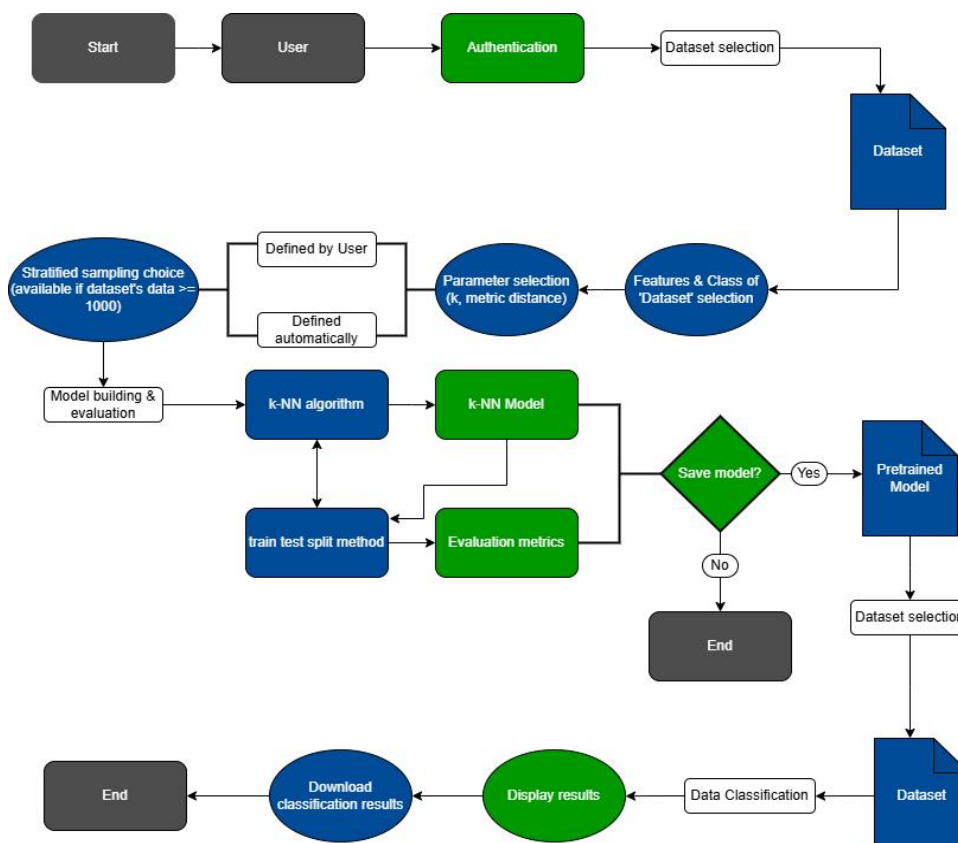 Start
User
Authentication
Dataset selection
Dataset
Defined by User
Stratified sampling choice
(available if dataset's data >=
1000)
Parameter selection
(k, metric distance)
Features & Class of
'Dataset' selection
Defined
automatically
Model building &
evaluation
k-NN algorithm
k-NN Model
Save model?
Yes
Pretrained
Model
train test split method
Evaluation metrics
No
Dataset selection
End
End
Download
classification results
Display results
Data Classification
Dataset